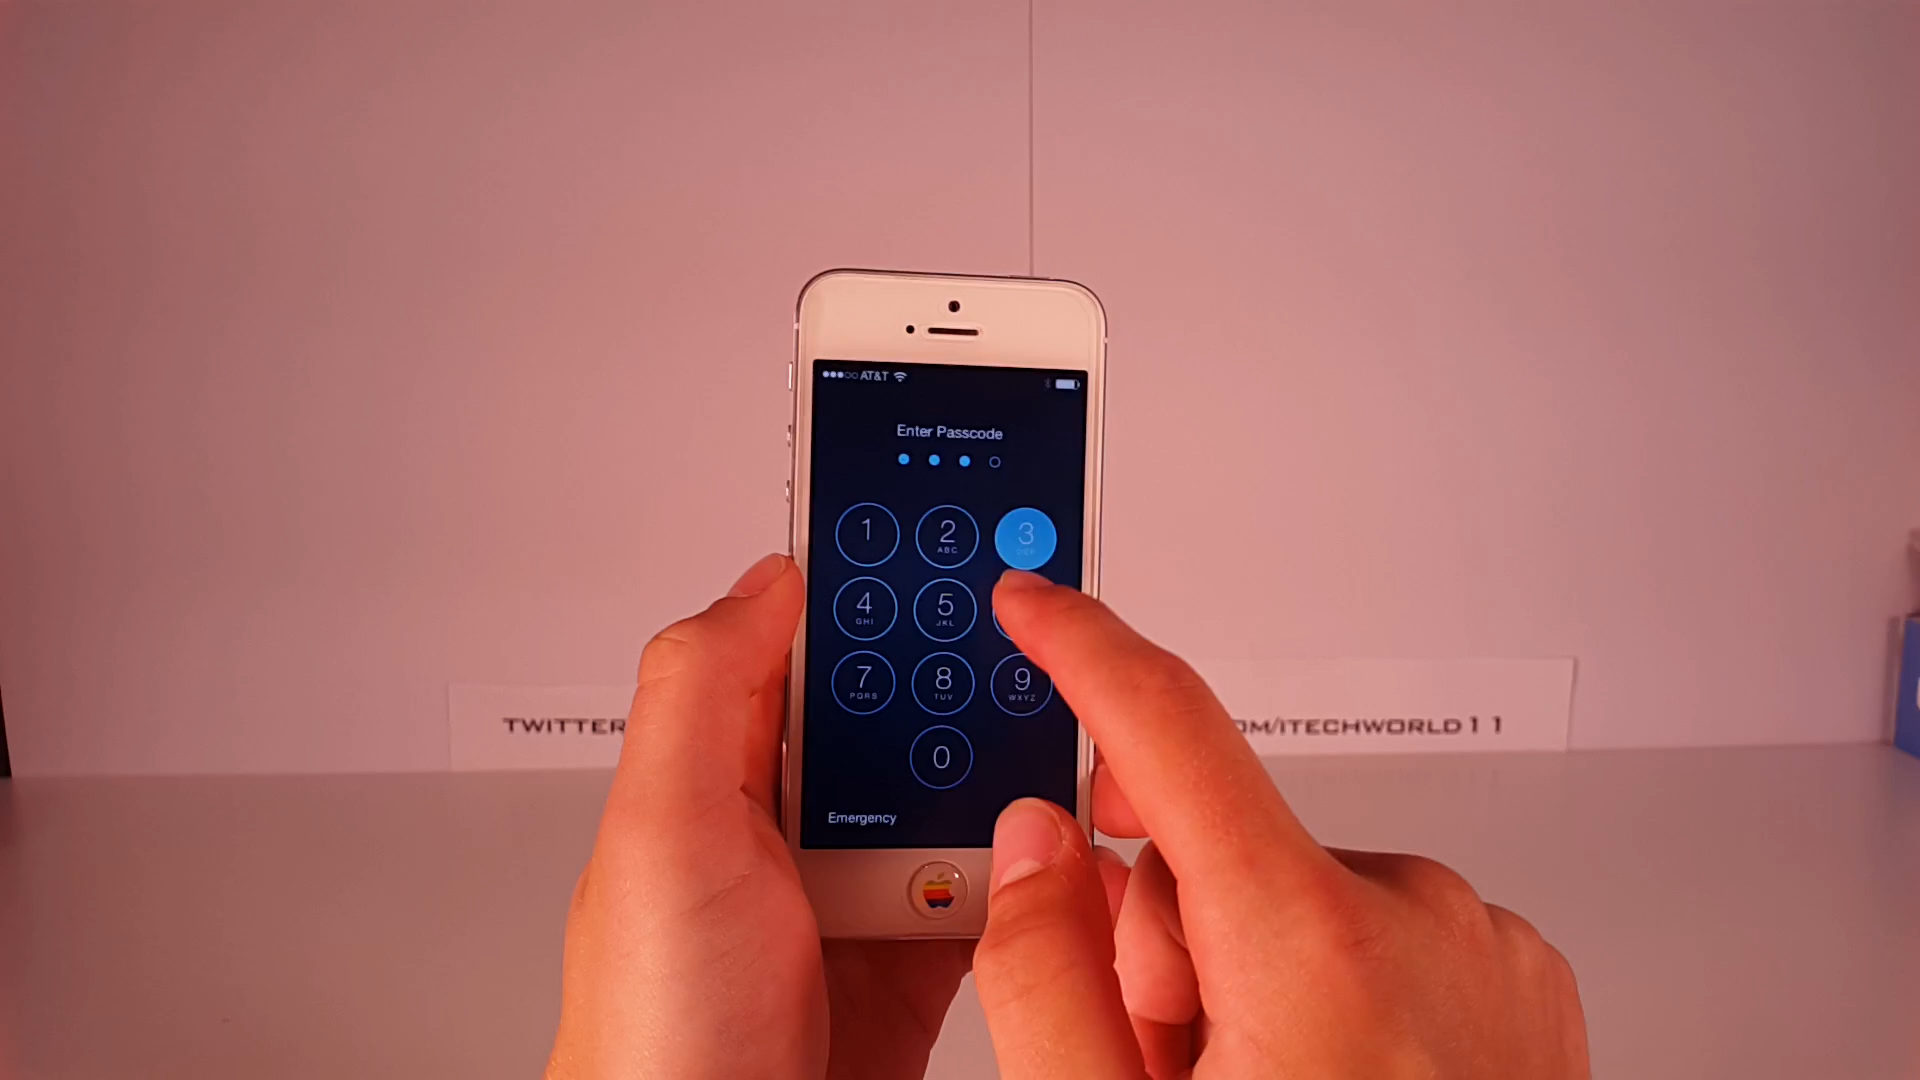 AT&T
Enter Passcode
1
2
ABC
3
4
GHI
5
JKL
7
PQRS
8
TUV
9
WXYZ
0
Emergency
TWITTER
OM/ITECHWORLD11